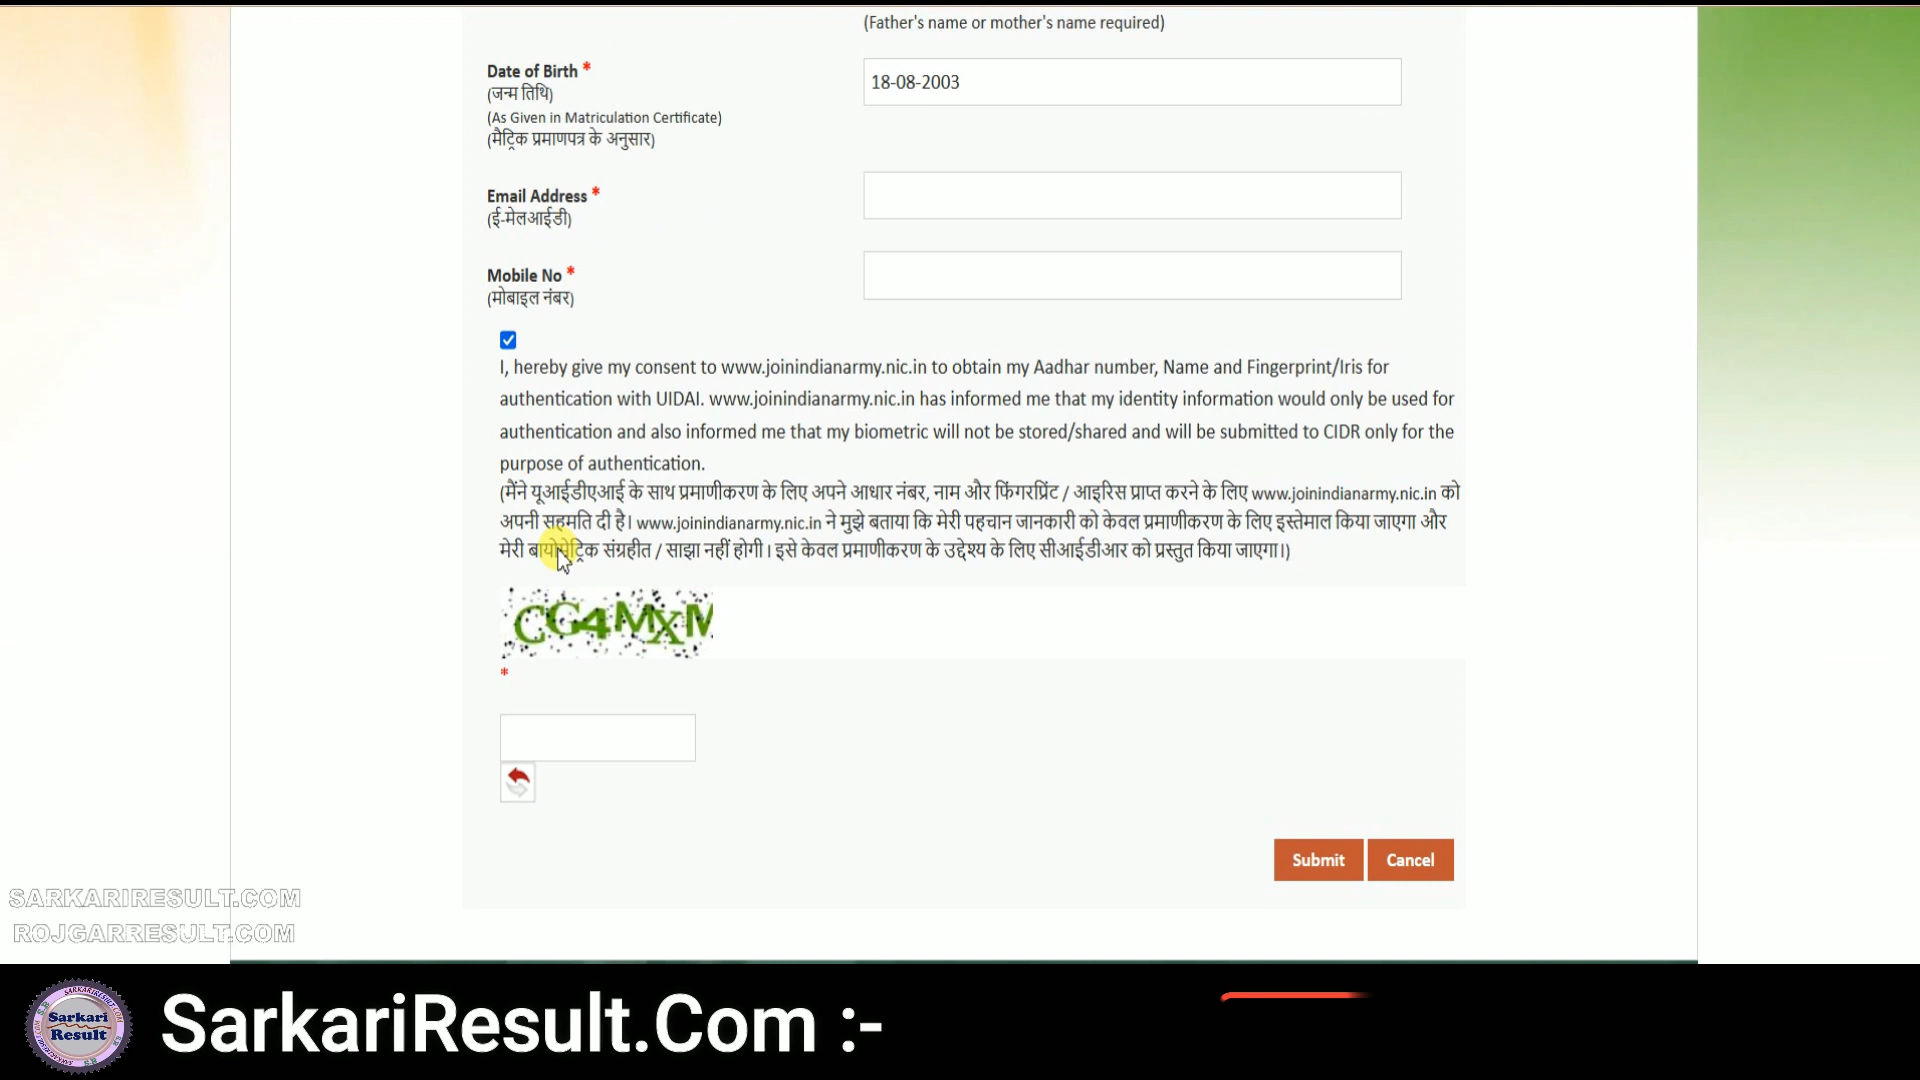 (Father's name or mother's name required)
Date of Birth *
(जन्म तिथि)
(As Given in Matriculation Certificate)
(मैट्रिक प्रमाणपत्र के अनुसार)
18-08-2003
Email Address *
(ई-मेलआईडी)
Mobile No *
(मोबाइल नंबर)
I, hereby give my consent to www.joinindianarmy.nic.in to obtain my Aadhar number, Name and Fingerprint/Iris for
authentication with UIDAI. www.joinindianarmy.nic.in has informed me that my identity information would only be used for
authentication and also informed me that my biometric will not be stored/shared and will be submitted to CIDR only for the
purpose of authentication.
(मैंने यूआईडीएआई के साथ प्रमाणीकरण के लिए अपने आधार नंबर, नाम और फिंगरप्रिंट / आइरिस प्राप्त करने के लिए www.joinindianarmy.nic.in को
अपनी सहमति दी है। www.joinindianarmy.nic.in ने मुझे बताया कि मेरी पहचान जानकारी को केवल प्रमाणीकरण के लिए इस्तेमाल किया जाएगा और
मेरी बायोमेट्रिक संग्रहीत / साझा नहीं होगी। इसे केवल प्रमाणीकरण के उद्देश्य के लिए सीआईडीआर को प्रस्तुत किया जाएगा।)
CG4MXM
*
Submit Cancel
SARKARIRESULT.COM
ROJGARRESULT.COM
Sarkari
Result
SarkariResult.Com :-